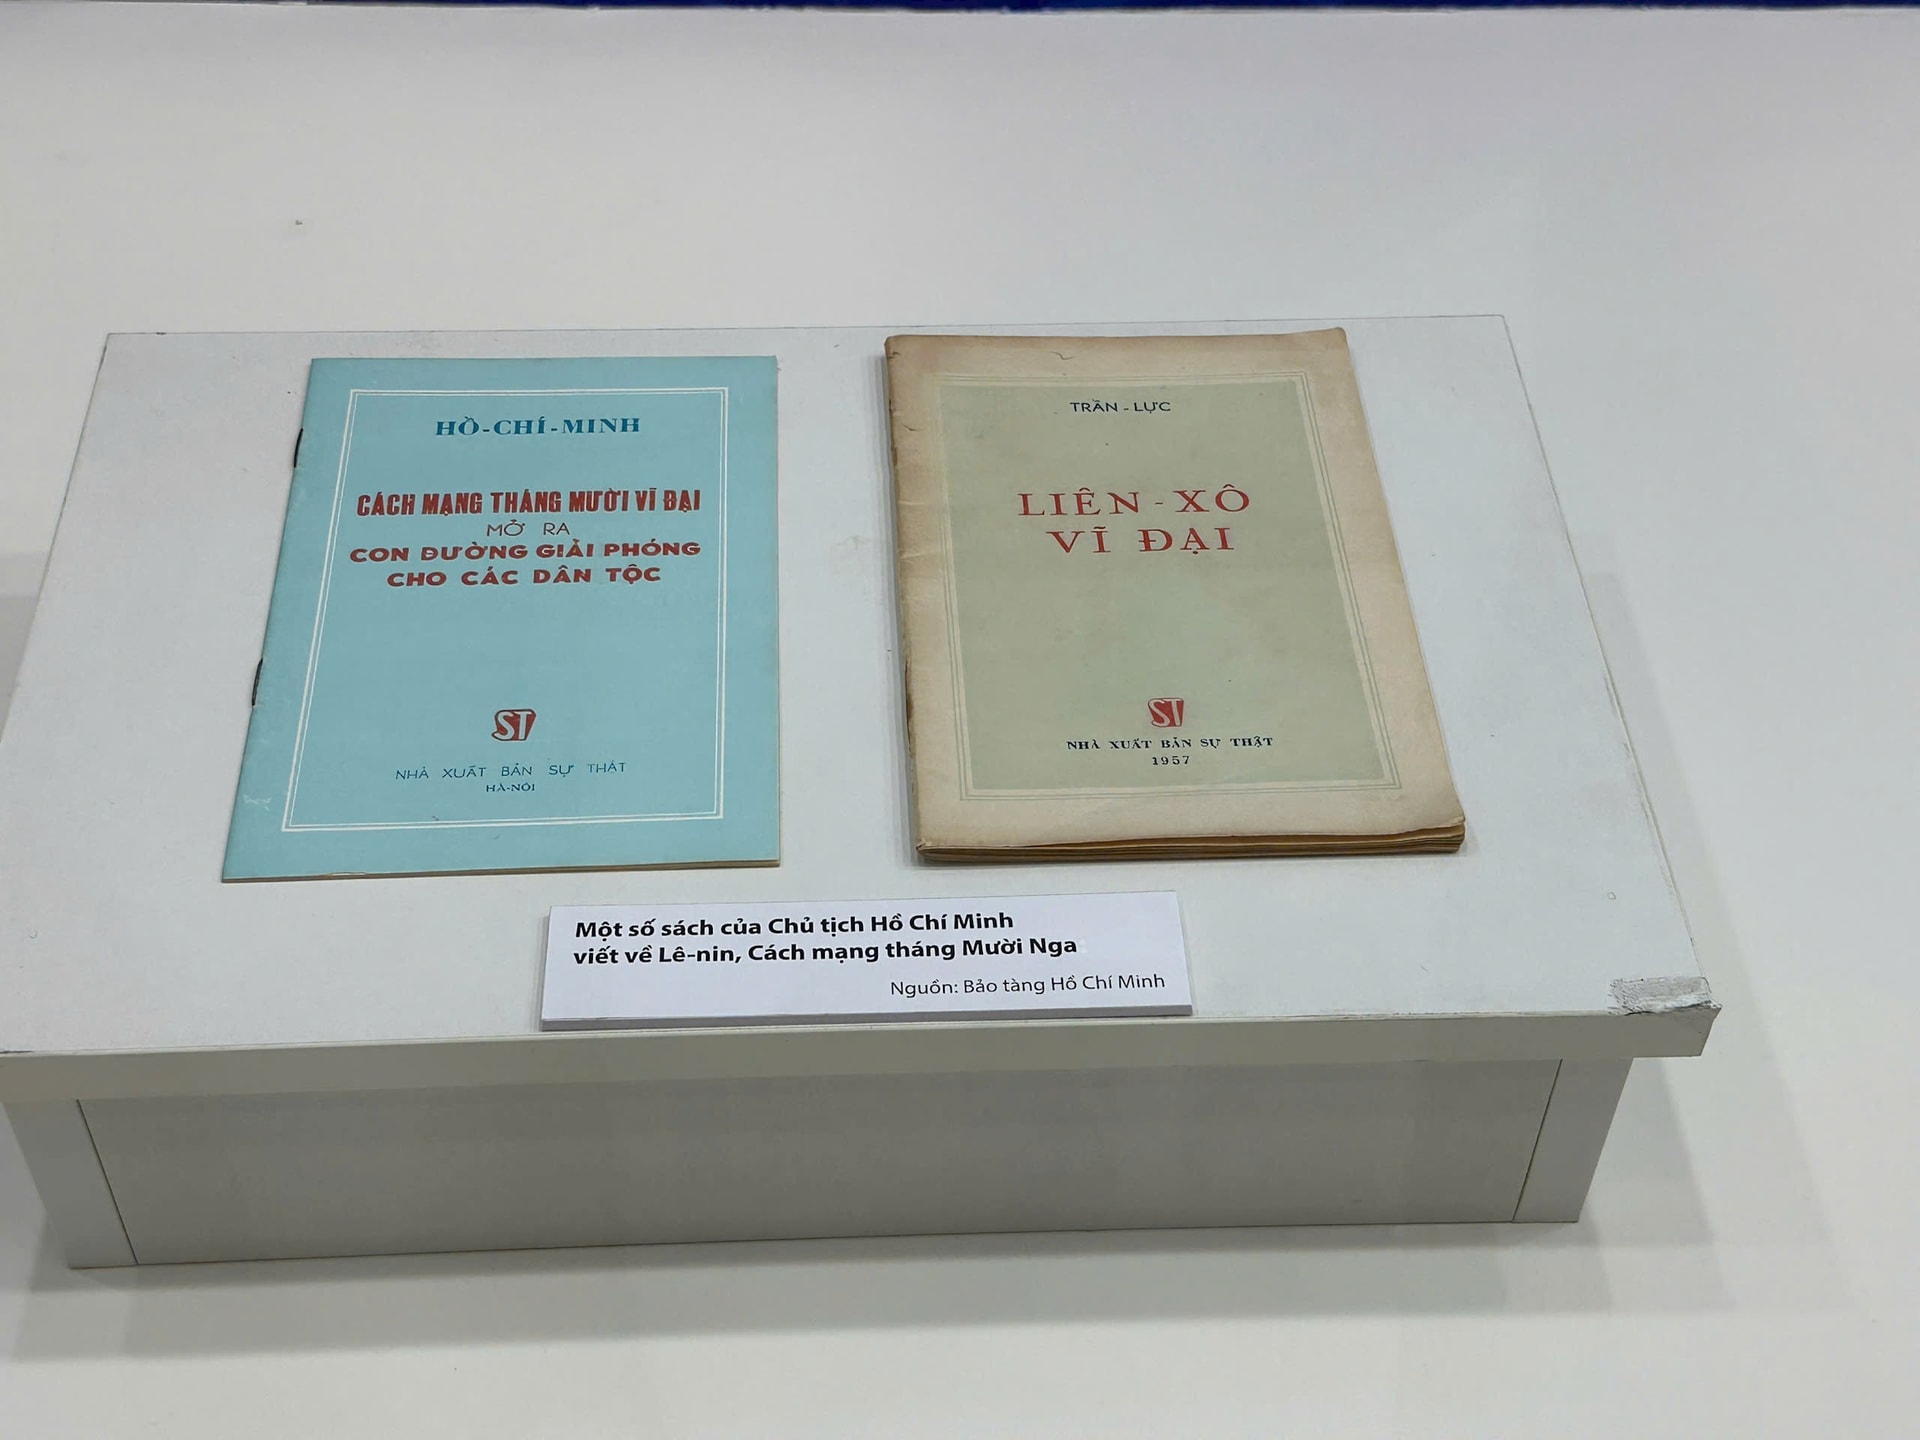 HỒ-CHÍ-MINH
CÁCH MẠNG THÁNG MƯỜI VĨ ĐẠI
MỞ RA
CON ĐƯỜNG GIẢI PHÓNG
CHO CÁC DÂN TỘC
ST
NHÀ XUẤT BẢN SỰ THẬT
HÀ-NỘI
TRẦN - LỰC
LIÊN - XÔ
VĨ ĐẠI
ST
NHÀ XUẤT BẢN SỰ THẬT
1957
Một số sách của Chủ tịch Hồ Chí Minh
viết về Lê-nin, Cách mạng tháng Mười Nga
Nguồn: Bảo tàng Hồ Chí Minh